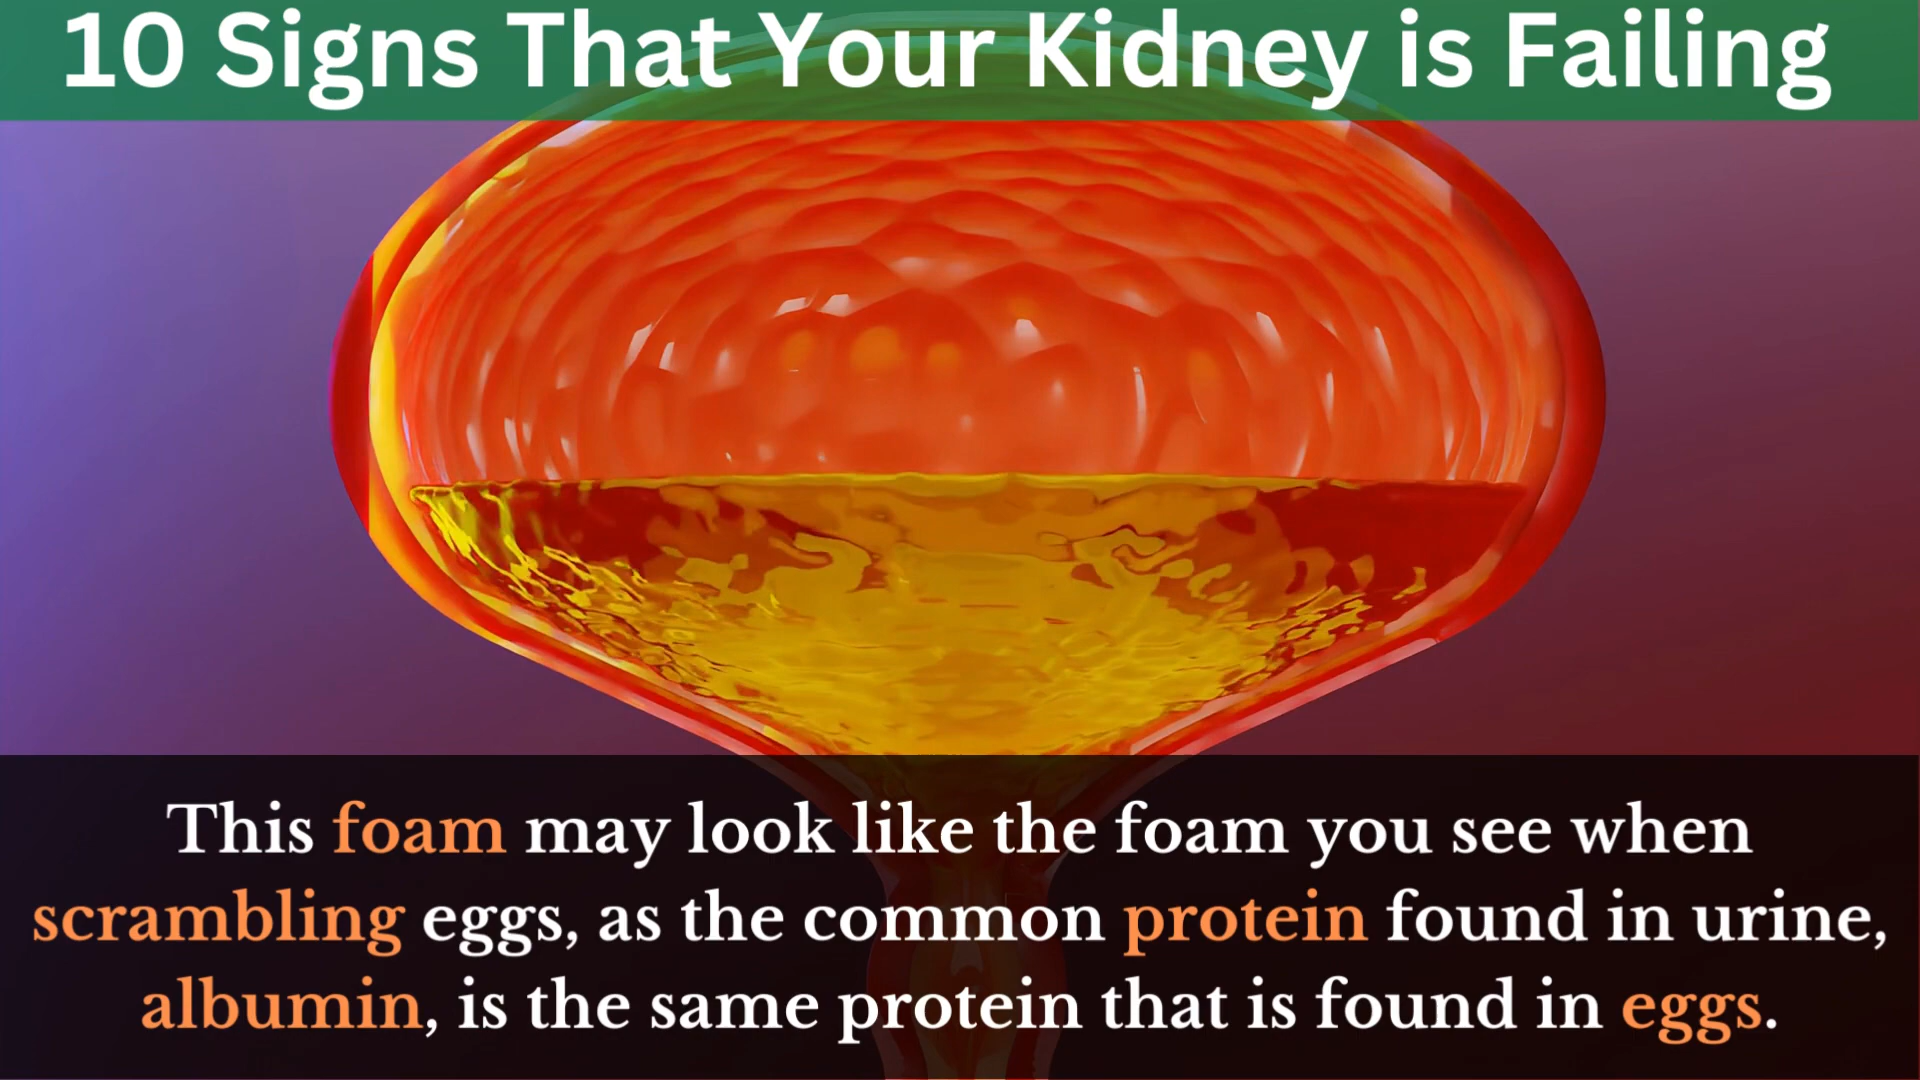 10 Signs That Your Kidney is Failing
This foam may look like the foam you see when
scrambling eggs, as the common protein found in urine,
albumin, is the same protein that is found in eggs.